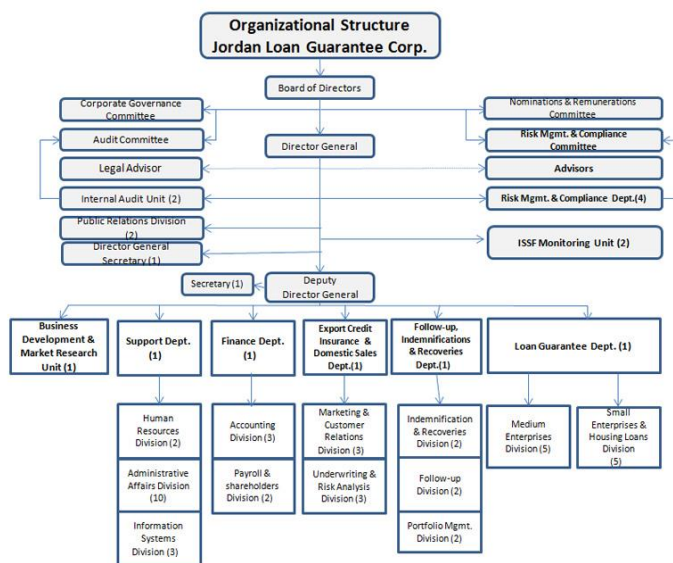 Organizational Structure
Jordan Loan Guarantee Corp.
Board of Directors
Corporate Governance
Committee
Nominations & Remunerations
Committee
Audit Committee
Director General
Risk Mgmt. & Compliance
Committee
Legal Advisor
Advisors
Internal Audit Unit (2)
Risk Mgmt. & Compliance Dept.(4)
Public Relations Division
(2)
Director General
Secretary (1)
ISSF Monitoring Unit (2)
Secretary (1)
Deputy
Director General
Business
Development &
Market Research
Unit (1)
Support Dept.
(1)
Finance Dept.
(1)
Export Credit
Insurance & 
Domestic Sales
Dept.(1)
Follow-up,
Indemnifications
& Recoveries
Dept.(1)
Loan Guarantee Dept. (1)
Human
Resources
Division (2)
Administrative
Affairs Division
(10)
Information
Systems
Division (3)
Accounting
Division (3)
Payroll &
shareholders
Division (2)
Marketing &
Customer
Relations
Division (3)
Underwriting &
Risk Analysis
Division (3)
Indemnification
& Recoveries
Division (2)
Follow-up
Division (2)
Portfolio Mgmt.
Division (2)
Medium
Enterprises
Division (5)
Small
Enterprises &
Housing Loans
Division
(5)